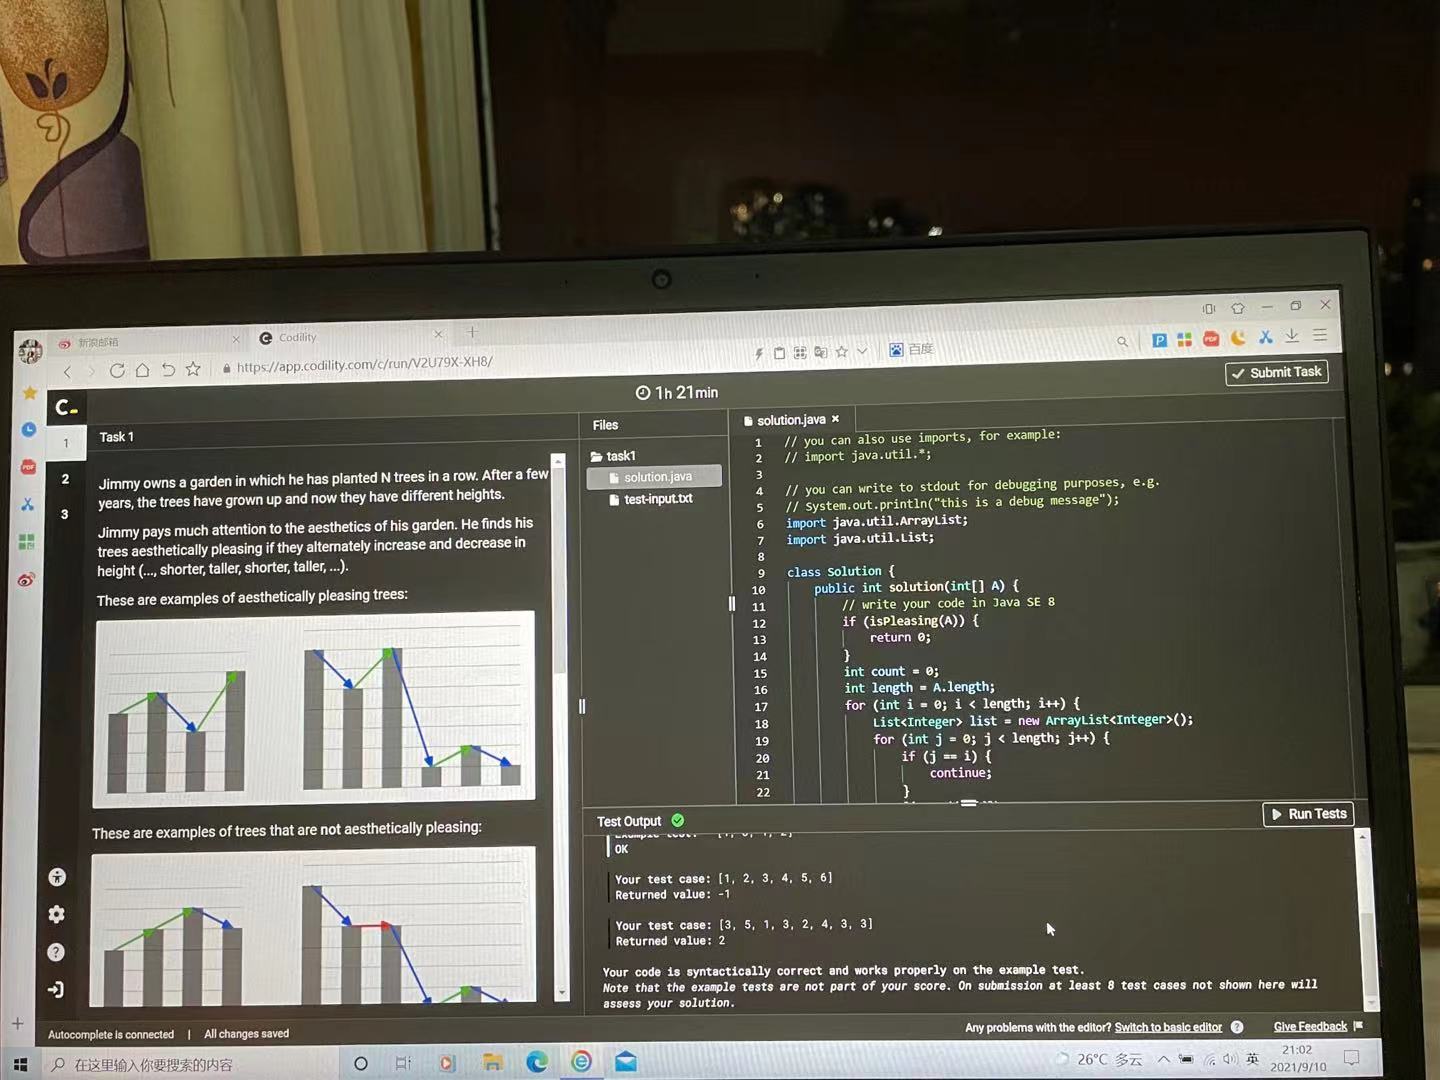 新浪邮箱
Codility
https://app.codility.com/c/run/V2U79X-XH8/
百度
1h 21min
Submit Task
C
1
2
3
Task 1
Jimmy owns a garden in which he has planted N trees in a row. After a few
years, the trees have grown up and now they have different heights.
Jimmy pays much attention to the aesthetics of his garden. He finds his
trees aesthetically pleasing if they alternately increase and decrease in
height (..., shorter, taller, shorter, taller, ...).
These are examples of aesthetically pleasing trees:
These are examples of trees that are not aesthetically pleasing:
Files
task1
solution.java
test-input.txt
solution.java ×
1 // you can also use imports, for example:
2 // import java.util.*;
3
4 // you can write to stdout for debugging purposes, e.g.
5 // System.out.println("this is a debug message");
6 import java.util.ArrayList;
7 import java.util.List;
8
9 class Solution {
10 public int solution(int[] A) {
11 // write your code in Java SE 8
12 if (isPleasing(A)) {
13 return 0;
14 }
15 int count = 0;
16 int length = A.length;
17 for (int i = 0; i < length; i++) {
18 List<Integer> list = new ArrayList<Integer>();
19 for (int j = 0; j < length; j++) {
20 if (j == i) {
21 continue;
22 }
Test Output
Run Tests
OK
Your test case: [1, 2, 3, 4, 5, 6]
Returned value: -1
Your test case: [3, 5, 1, 3, 2, 4, 3, 3]
Returned value: 2
Your code is syntactically correct and works properly on the example test.
Note that the example tests are not part of your score. On submission at least 8 test cases not shown here will
assess your solution.
Autocomplete is connected | All changes saved
Any problems with the editor? Switch to basic editor
Give Feedback
在这里输入你要搜索的内容
26°C 多云
英
21:02
2021/9/10